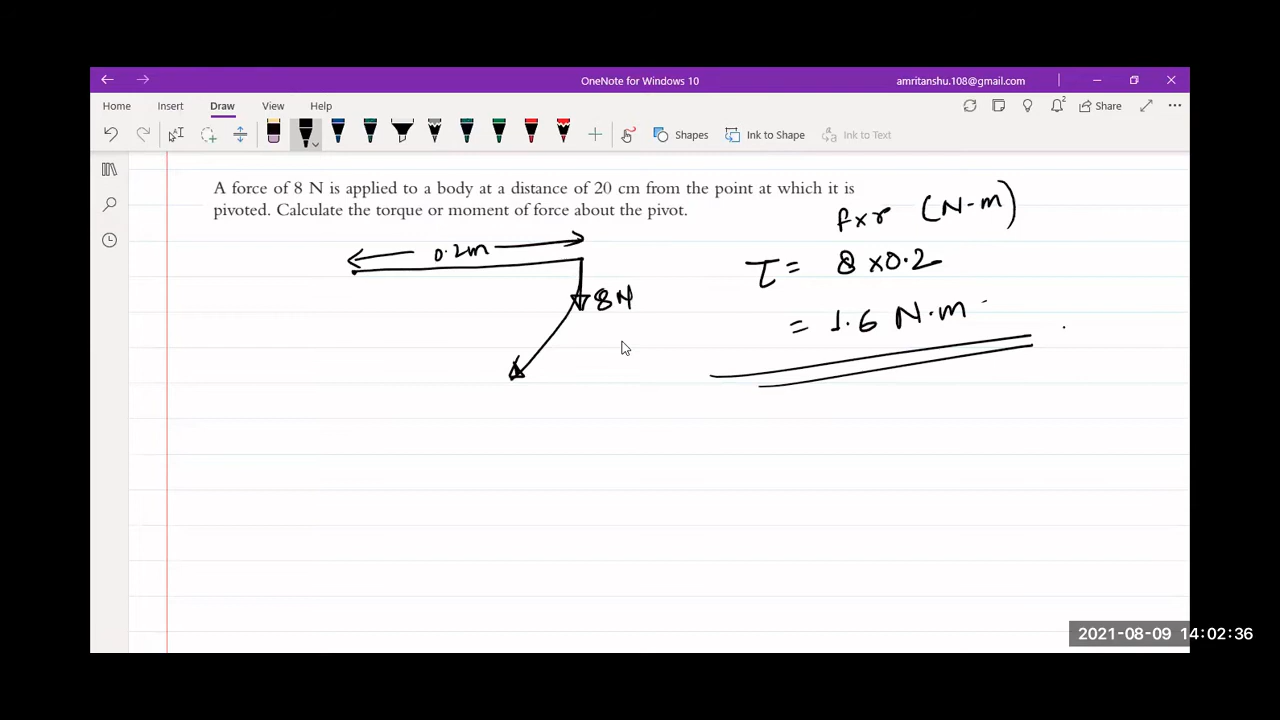 OneNote for Windows 10
amritanshu.108@gmail.com
Home Insert Draw View Help
2
Share
Shapes
Ink to Shape
Ink to Text
A force of 8 N is applied to a body at a distance of 20 cm from the point at which it is
pivoted. Calculate the torque or moment of force about the pivot.
0.2m
8 N
f×r (N-m)
τ = 8 ×0.2
= 1.6 N.m
2021-08-09 14:02:36